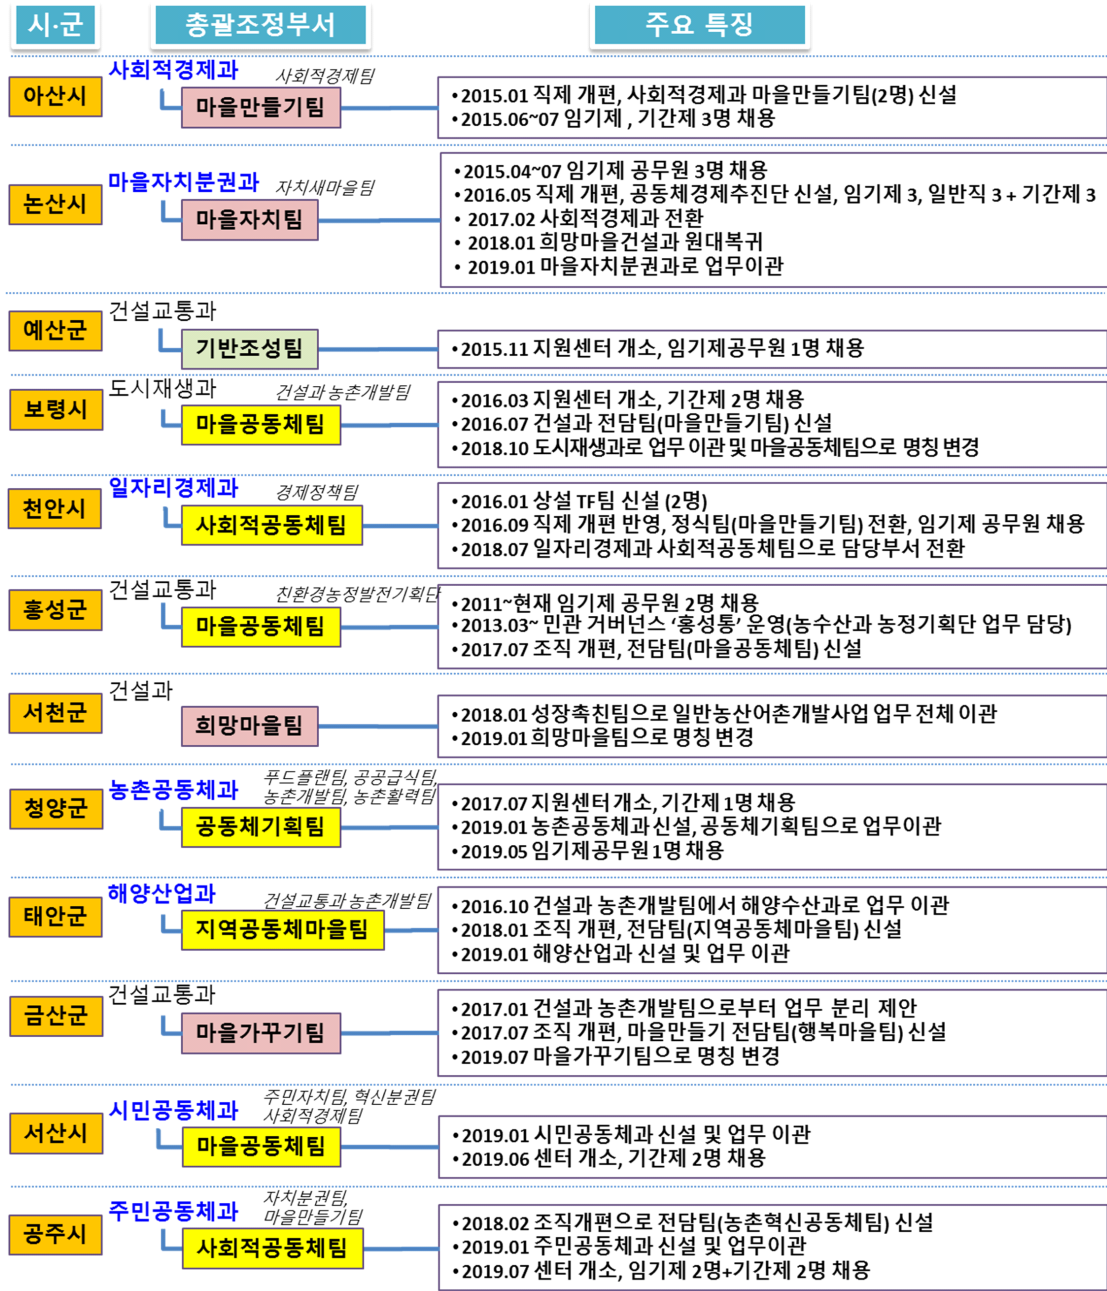 시·군 총괄조정부서 주요 특징
아산시
사회적경제과 사회적경제팀
마을만들기팀
•2015.01 직제 개편, 사회적경제과 마을만들기팀(2명) 신설
•2015.06~07 임기제 , 기간제 3명 채용
논산시
마을자치분권과 자치새마을팀
마을자치팀
•2015.04~07 임기제 공무원 3명 채용
•2016.05 직제 개편, 공동체경제추진단 신설, 임기제 3, 일반직 3 + 기간제 3
• 2017.02 사회적경제과 전환
• 2018.01 희망마을건설과 원대복귀
• 2019.01 마을자치분권과로 업무이관
예산군
건설교통과
기반조성팀
•2015.11 지원센터 개소, 임기제공무원 1명 채용
보령시
도시재생과 건설과 농촌개발팀
마을공동체팀
•2016.03 지원센터 개소, 기간제 2명 채용
•2016.07 건설과 전담팀(마을만들기팀) 신설
•2018.10 도시재생과로 업무 이관 및 마을공동체팀으로 명칭 변경
천안시
일자리경제과 경제정책팀
사회적공동체팀
•2016.01 상설 TF팀 신설 (2명)
•2016.09 직제 개편 반영, 정식팀(마을만들기팀) 전환, 임기제 공무원 채용
•2018.07 일자리경제과 사회적공동체팀으로 담당부서 전환
홍성군
건설교통과 친환경농정발전기획단
마을공동체팀
•2011~현재 임기제 공무원 2명 채용
•2013.03~ 민관 거버넌스 ‘홍성통’ 운영(농수산과 농정기획단 업무 담당)
•2017.07 조직 개편, 전담팀(마을공동체팀) 신설
서천군
건설과
희망마을팀
•2018.01 성장촉진팀으로 일반농산어촌개발사업 업무 전체 이관
•2019.01 희망마을팀으로 명칭 변경
청양군
농촌공동체과 푸드플랜팀, 공공급식팀,
농촌개발팀, 농촌활력팀
공동체기획팀
•2017.07 지원센터 개소, 기간제 1명 채용
•2019.01 농촌공동체과 신설, 공동체기획팀으로 업무이관
•2019.05 임기제공무원 1명 채용
태안군
해양산업과 건설교통과 농촌개발팀
지역공동체마을팀
•2016.10 건설과 농촌개발팀에서 해양수산과로 업무 이관
•2018.01 조직 개편, 전담팀(지역공동체마을팀) 신설
•2019.01 해양산업과 신설 및 업무 이관
금산군
건설교통과
마을가꾸기팀
•2017.01 건설과 농촌개발팀으로부터 업무 분리 제안
•2017.07 조직 개편, 마을만들기 전담팀(행복마을팀) 신설
•2019.07 마을가꾸기팀으로 명칭 변경
서산시
시민공동체과 주민자치팀, 혁신분권팀
사회적경제팀
마을공동체팀
•2019.01 시민공동체과 신설 및 업무 이관
•2019.06 센터 개소, 기간제 2명 채용
공주시
주민공동체과 자치분권팀,
마을만들기팀
사회적공동체팀
•2018.02 조직개편으로 전담팀(농촌혁신공동체팀) 신설
•2019.01 주민공동체과 신설 및 업무이관
•2019.07 센터 개소, 임기제 2명+기간제 2명 채용